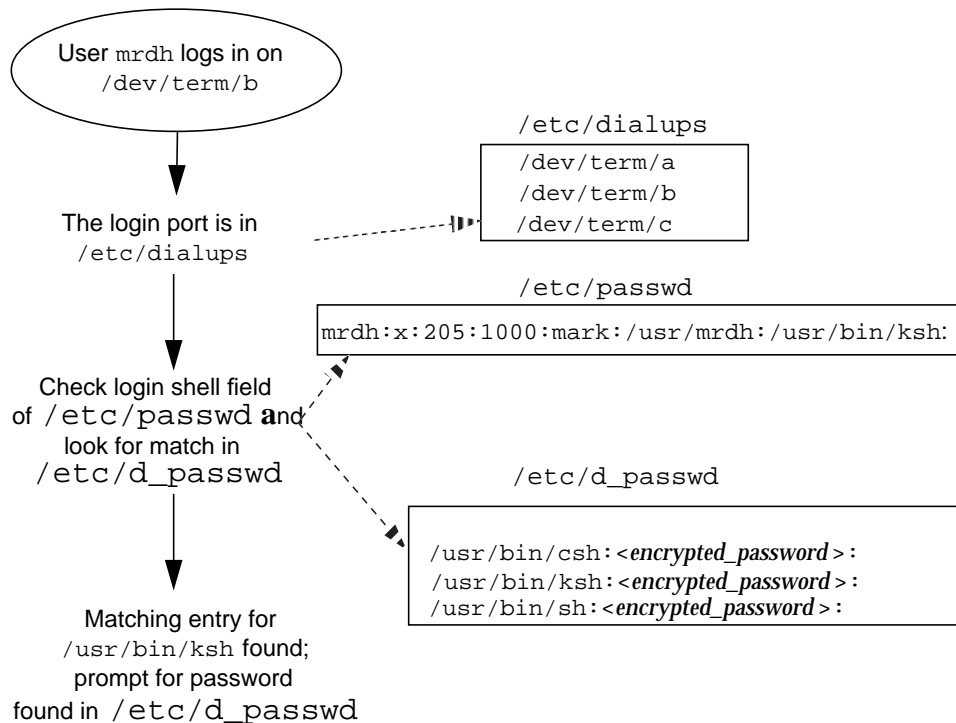 User mrdh logs in on
/dev/term/b
/etc/dialups
/dev/term/a
/dev/term/b
/dev/term/c
The login port is in
/etc/dialups
/etc/passwd
mrdh:x:205:1000:mark:/usr/mrdh:/usr/bin/ksh:
Check login shell field
of /etc/passwd and
look for match in
/etc/d_passwd
/etc/d_passwd
/usr/bin/csh:<encrypted_password>:
/usr/bin/ksh:<encrypted_password>:
/usr/bin/sh:<encrypted_password>:
Matching entry for
/usr/bin/ksh found;
prompt for password
found in /etc/d_passwd